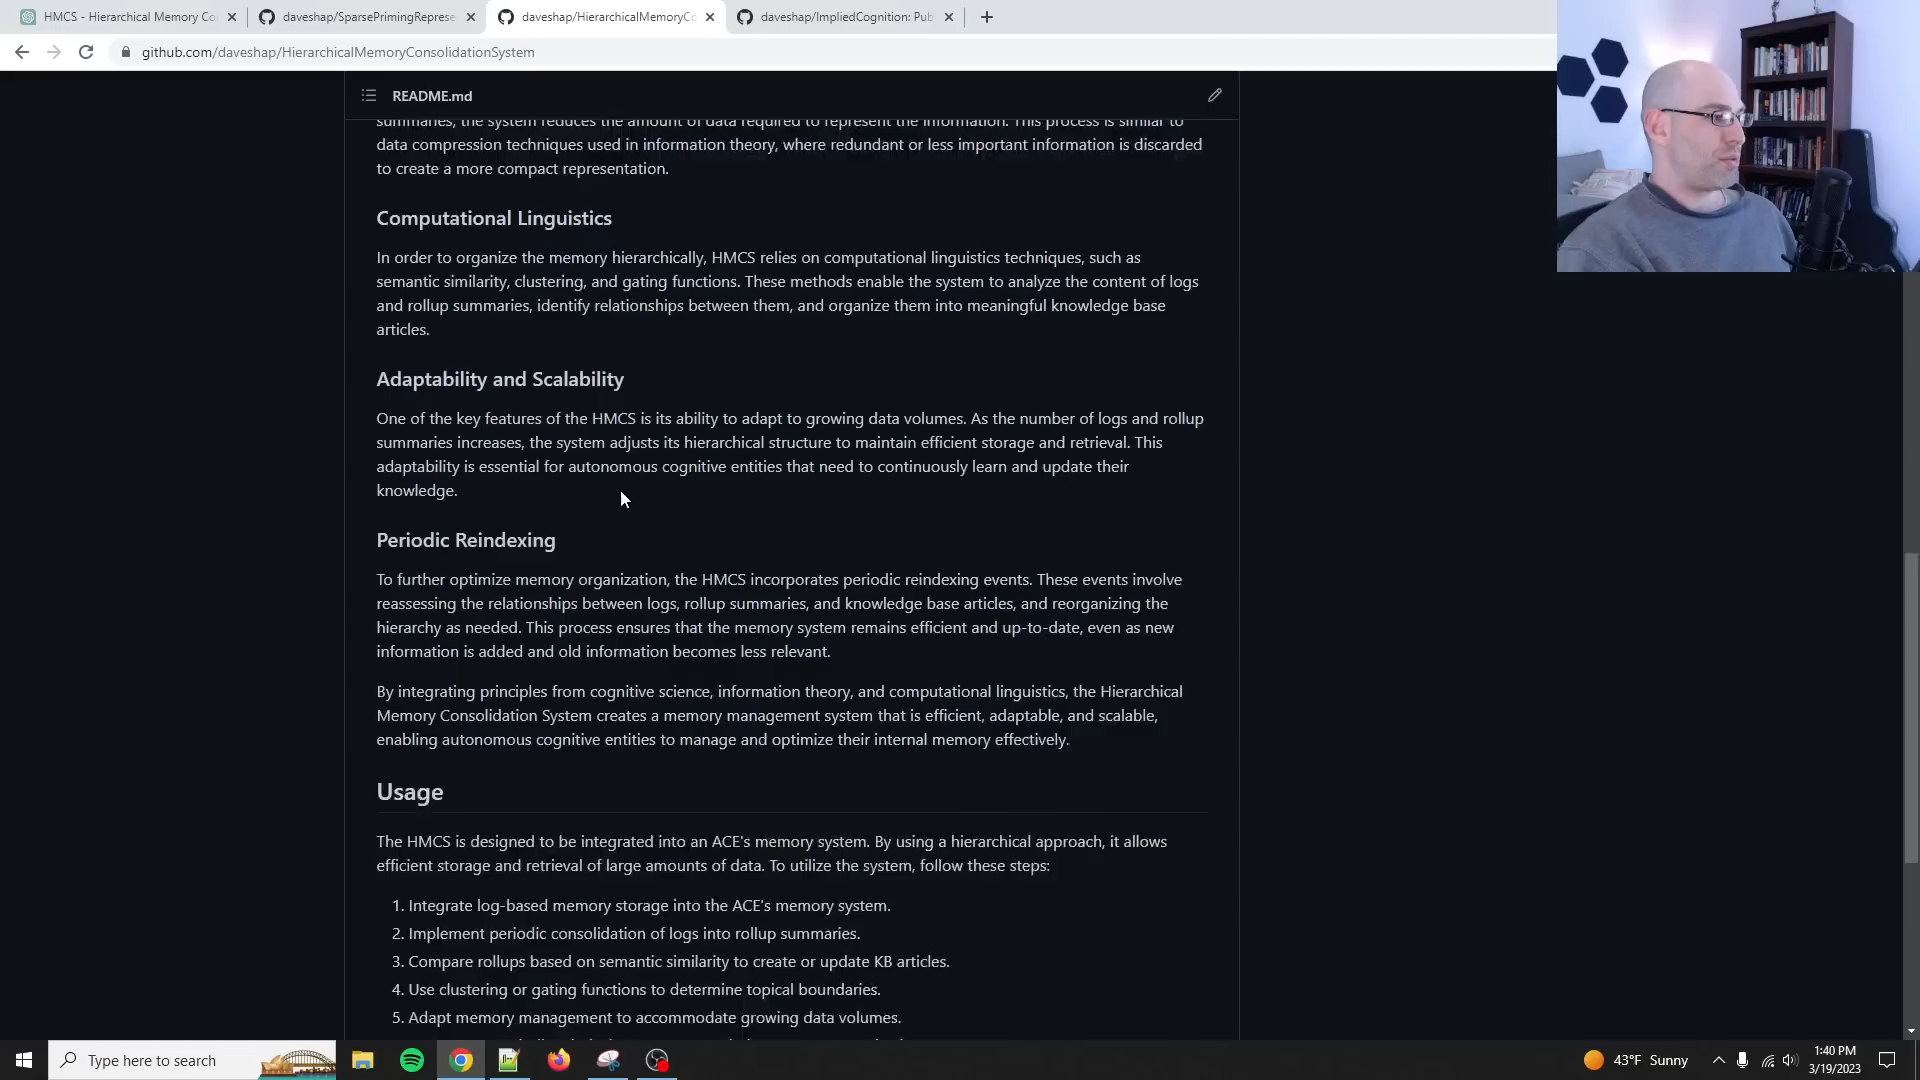 HMCS - Hierarchical Memory Co
daveshap/SparsePrimingReprese
daveshap/HierarchicalMemoryCo
daveshap/ImpliedCognition: Pub
github.com/daveshap/HierarchicalMemoryConsolidationSystem
README.md
summaries, the system reduces the amount of data required to represent the information. This process is similar to
data compression techniques used in information theory, where redundant or less important information is discarded
to create a more compact representation.
Computational Linguistics
In order to organize the memory hierarchically, HMCS relies on computational linguistics techniques, such as
semantic similarity, clustering, and gating functions. These methods enable the system to analyze the content of logs
and rollup summaries, identify relationships between them, and organize them into meaningful knowledge base
articles.
Adaptability and Scalability
One of the key features of the HMCS is its ability to adapt to growing data volumes. As the number of logs and rollup
summaries increases, the system adjusts its hierarchical structure to maintain efficient storage and retrieval. This
adaptability is essential for autonomous cognitive entities that need to continuously learn and update their
knowledge.
Periodic Reindexing
To further optimize memory organization, the HMCS incorporates periodic reindexing events. These events involve
reassessing the relationships between logs, rollup summaries, and knowledge base articles, and reorganizing the
hierarchy as needed. This process ensures that the memory system remains efficient and up-to-date, even as new
information is added and old information becomes less relevant.
By integrating principles from cognitive science, information theory, and computational linguistics, the Hierarchical
Memory Consolidation System creates a memory management system that is efficient, adaptable, and scalable,
enabling autonomous cognitive entities to manage and optimize their internal memory effectively.
Usage
The HMCS is designed to be integrated into an ACE's memory system. By using a hierarchical approach, it allows
efficient storage and retrieval of large amounts of data. To utilize the system, follow these steps:
1. Integrate log-based memory storage into the ACE's memory system.
2. Implement periodic consolidation of logs into rollup summaries.
3. Compare rollups based on semantic similarity to create or update KB articles.
4. Use clustering or gating functions to determine topical boundaries.
5. Adapt memory management to accommodate growing data volumes.
Type here to search
43°F Sunny
1:40 PM
3/19/2023